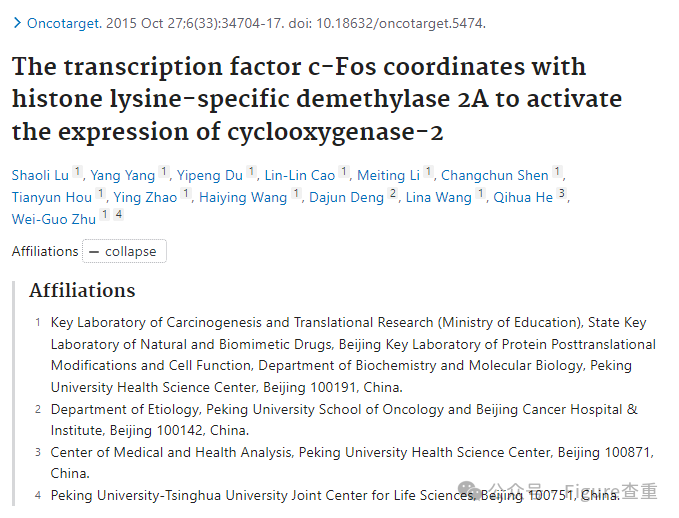 Oncotarget. 2015 Oct 27;6(33):34704-17. doi: 10.18632/oncotarget.5474.
The transcription factor c-Fos coordinates with
histone lysine-specific demethylase 2A to activate
the expression of cyclooxygenase-2
Shaoli Lu 1, Yang Yang 1, Yipeng Du 1, Lin-Lin Cao 1, Meiting Li 1, Changchun Shen 1,
Tianyun Hou 1, Ying Zhao 1, Haiying Wang 1, Dajun Deng 2, Lina Wang 1, Qihua He 3,
Wei-Guo Zhu 1 4
Affiliations — collapse
Affiliations
1 Key Laboratory of Carcinogenesis and Translational Research (Ministry of Education), State Key
Laboratory of Natural and Biomimetic Drugs, Beijing Key Laboratory of Protein Posttranslational
Modifications and Cell Function, Department of Biochemistry and Molecular Biology, Peking
University Health Science Center, Beijing 100191, China.
2 Department of Etiology, Peking University School of Oncology and Beijing Cancer Hospital &
Institute, Beijing 100142, China.
3 Center of Medical and Health Analysis, Peking University Health Science Center, Beijing 100871,
China.
4 Peking University-Tsinghua University Joint Center for Life Sciences, Beijing 100751, China.
公众号 · Figure查重